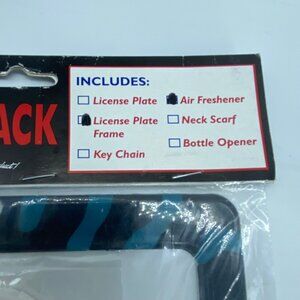 INCLUDES:
License Plate
Air Freshener
License Plate
Frame
Neck Scarf
Key Chain
Bottle Opener
ACK